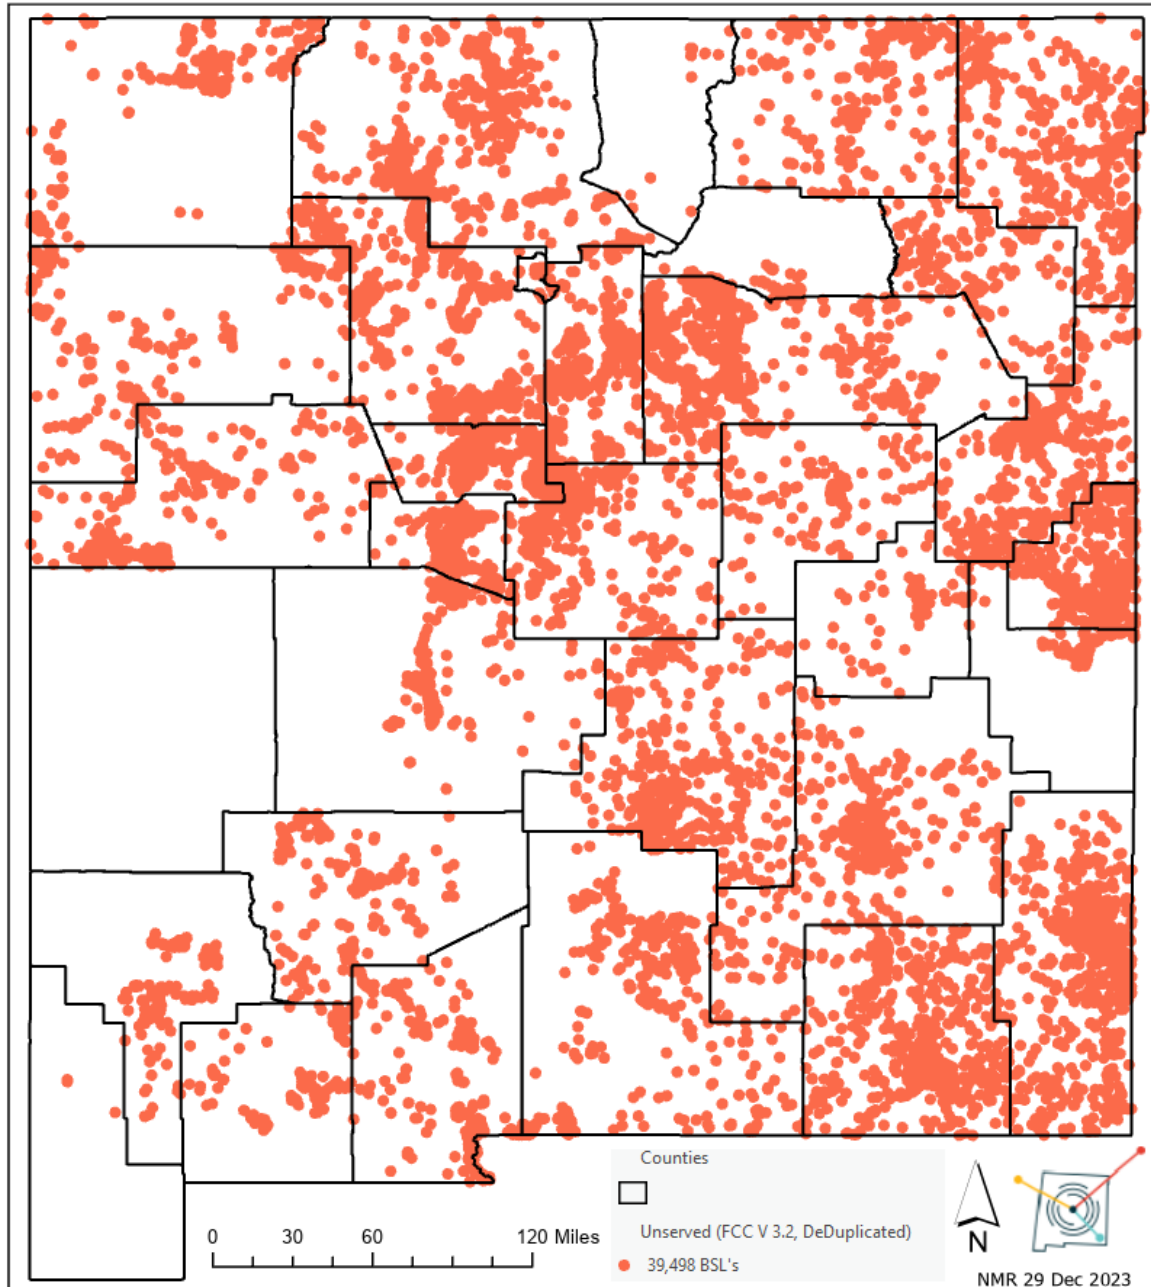 Counties
Unserved (FCC V 3.2, DeDuplicated)
39,498 BSL's
0 30 60 120 Miles
N
NMR 29 Dec 2023